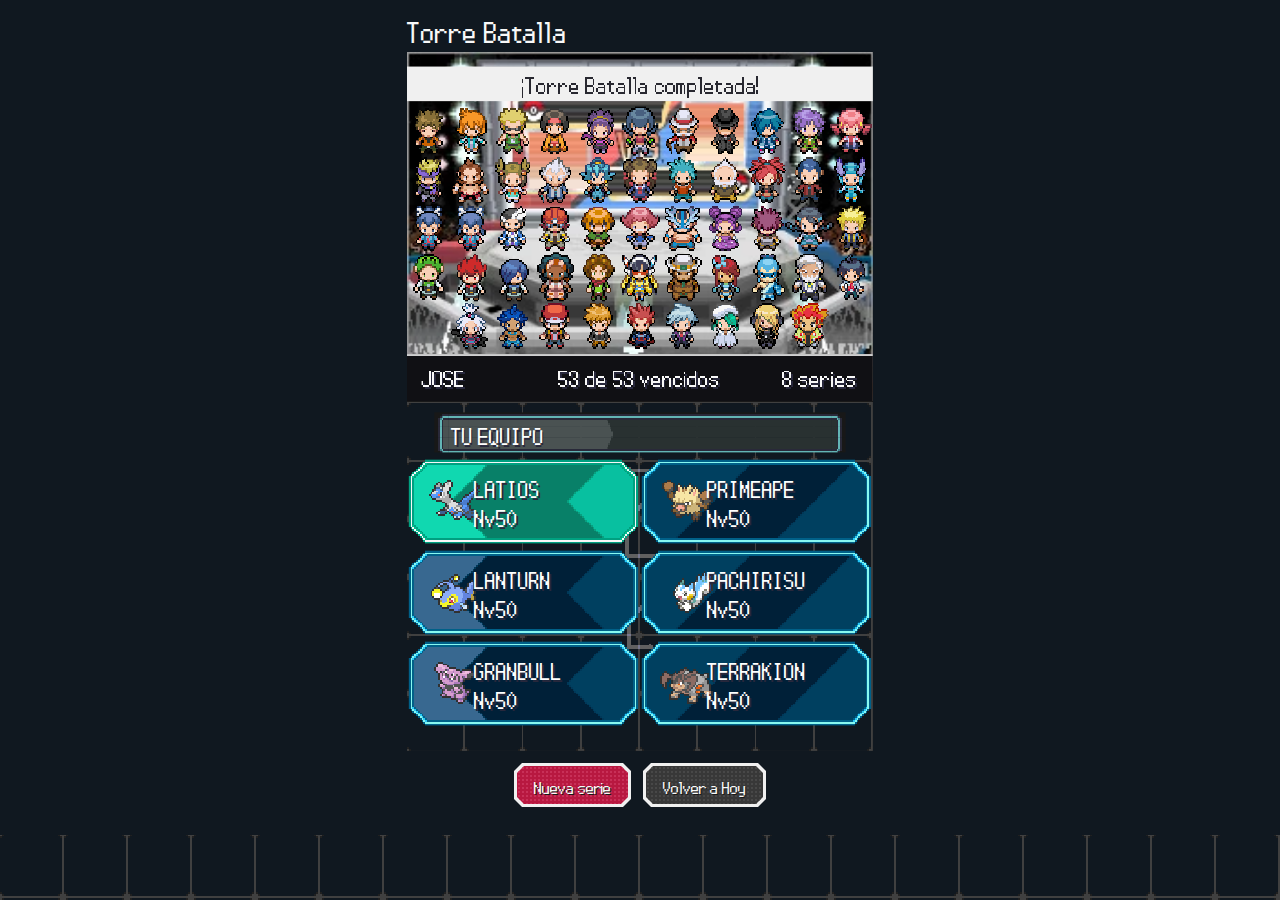 Torre Batalla
¡Torre Batalla completada!
JOSE 53 de 53 vencidos 8 series
TU EQUIPO
LATIOS
Nv50
PRIMEAPE
Nv50
LANTURN
Nv50
PACHIRISU
Nv50
GRANBULL
Nv50
TERRAKION
Nv50
Nueva serie
Volver a Hoy